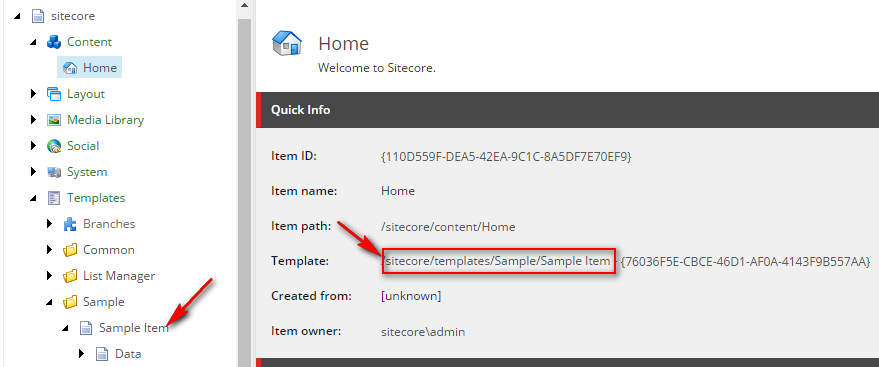 sitecore
Content
Home
Layout
Media Library
Social
System
Templates
Branches
Common
List Manager
Sample
Sample Item
Data
Home
Welcome to Sitecore.
Quick Info
Item ID: {110D559F-DEA5-42EA-9C1C-8A5DF7E70EF9}
Item name: Home
Item path: /sitecore/content/Home
Template: /sitecore/templates/Sample/Sample Item - {76036F5E-CBCE-46D1-AF0A-4143F9B557AA}
Created from: [unknown]
Item owner: sitecore\admin